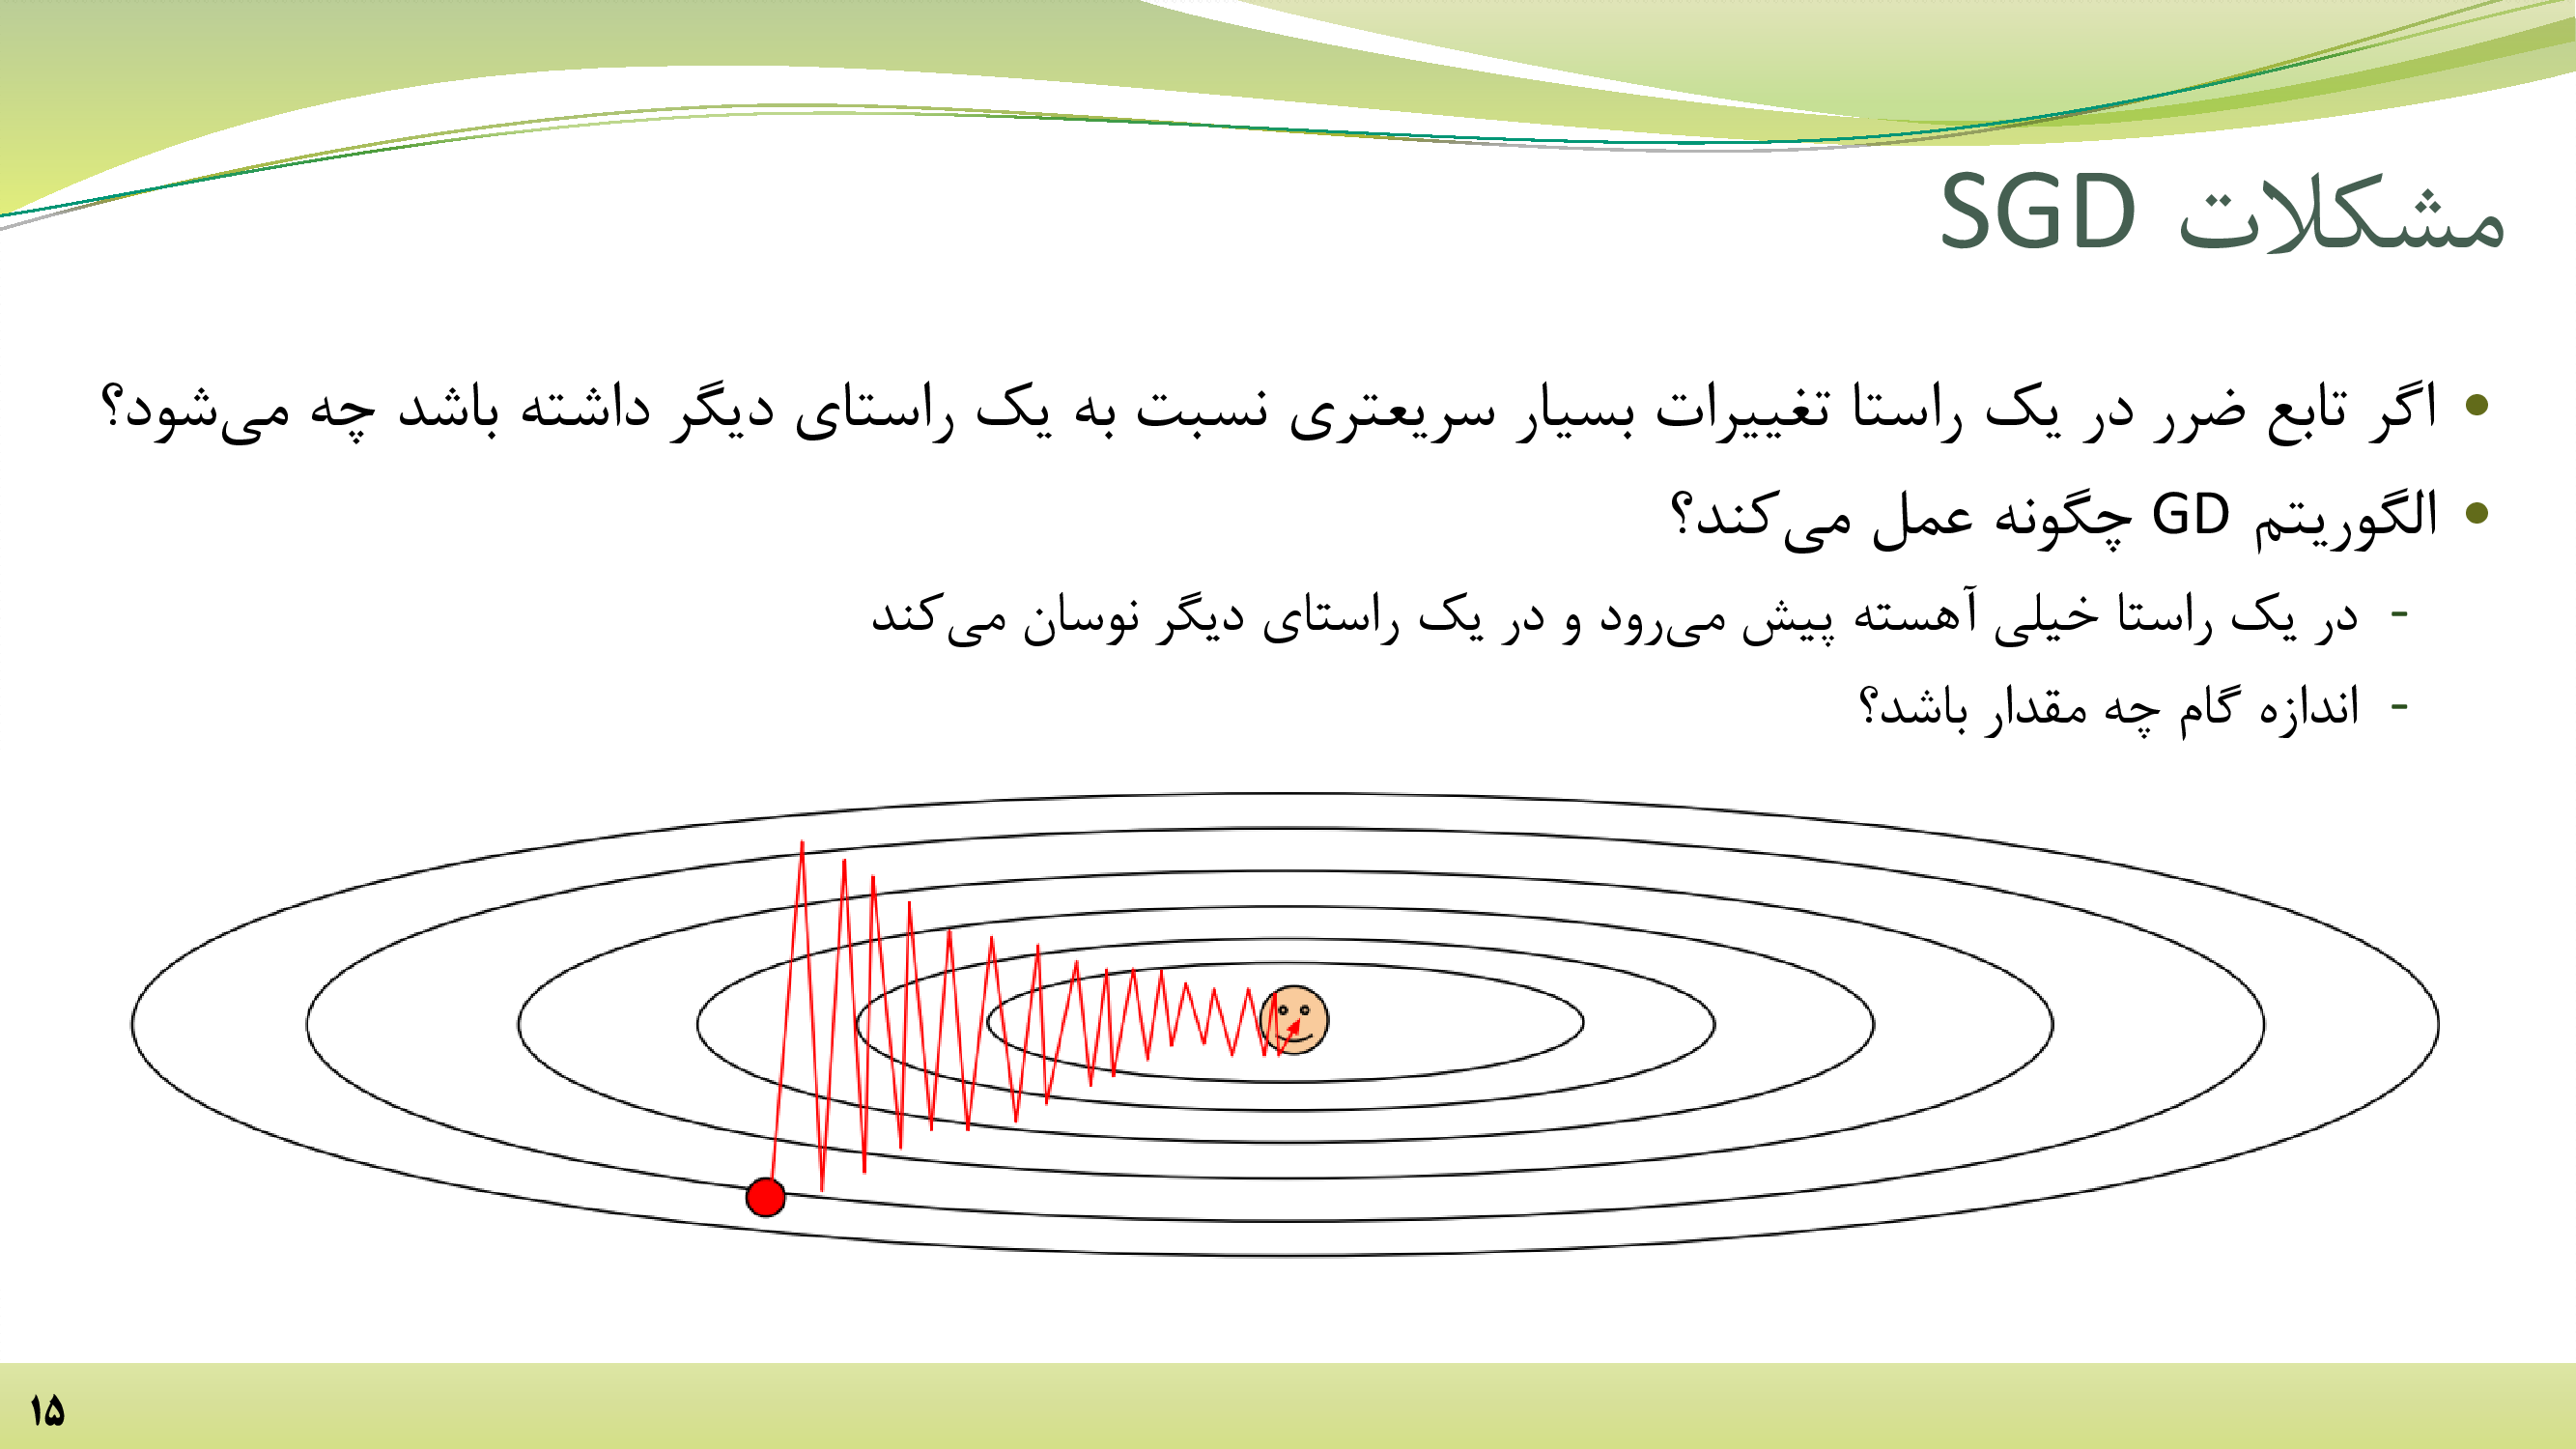 مشکلات SGD
• اگر تابع ضرر در یک راستا تغییرات بسیار سریعتری نسبت به یک راستای دیگر داشته باشد چه می‌شود؟
• الگوریتم GD چگونه عمل می‌کند؟
- در یک راستا خیلی آهسته پیش می‌رود و در یک راستای دیگر نوسان می‌کند
- اندازه گام چه مقدار باشد؟
۱۵